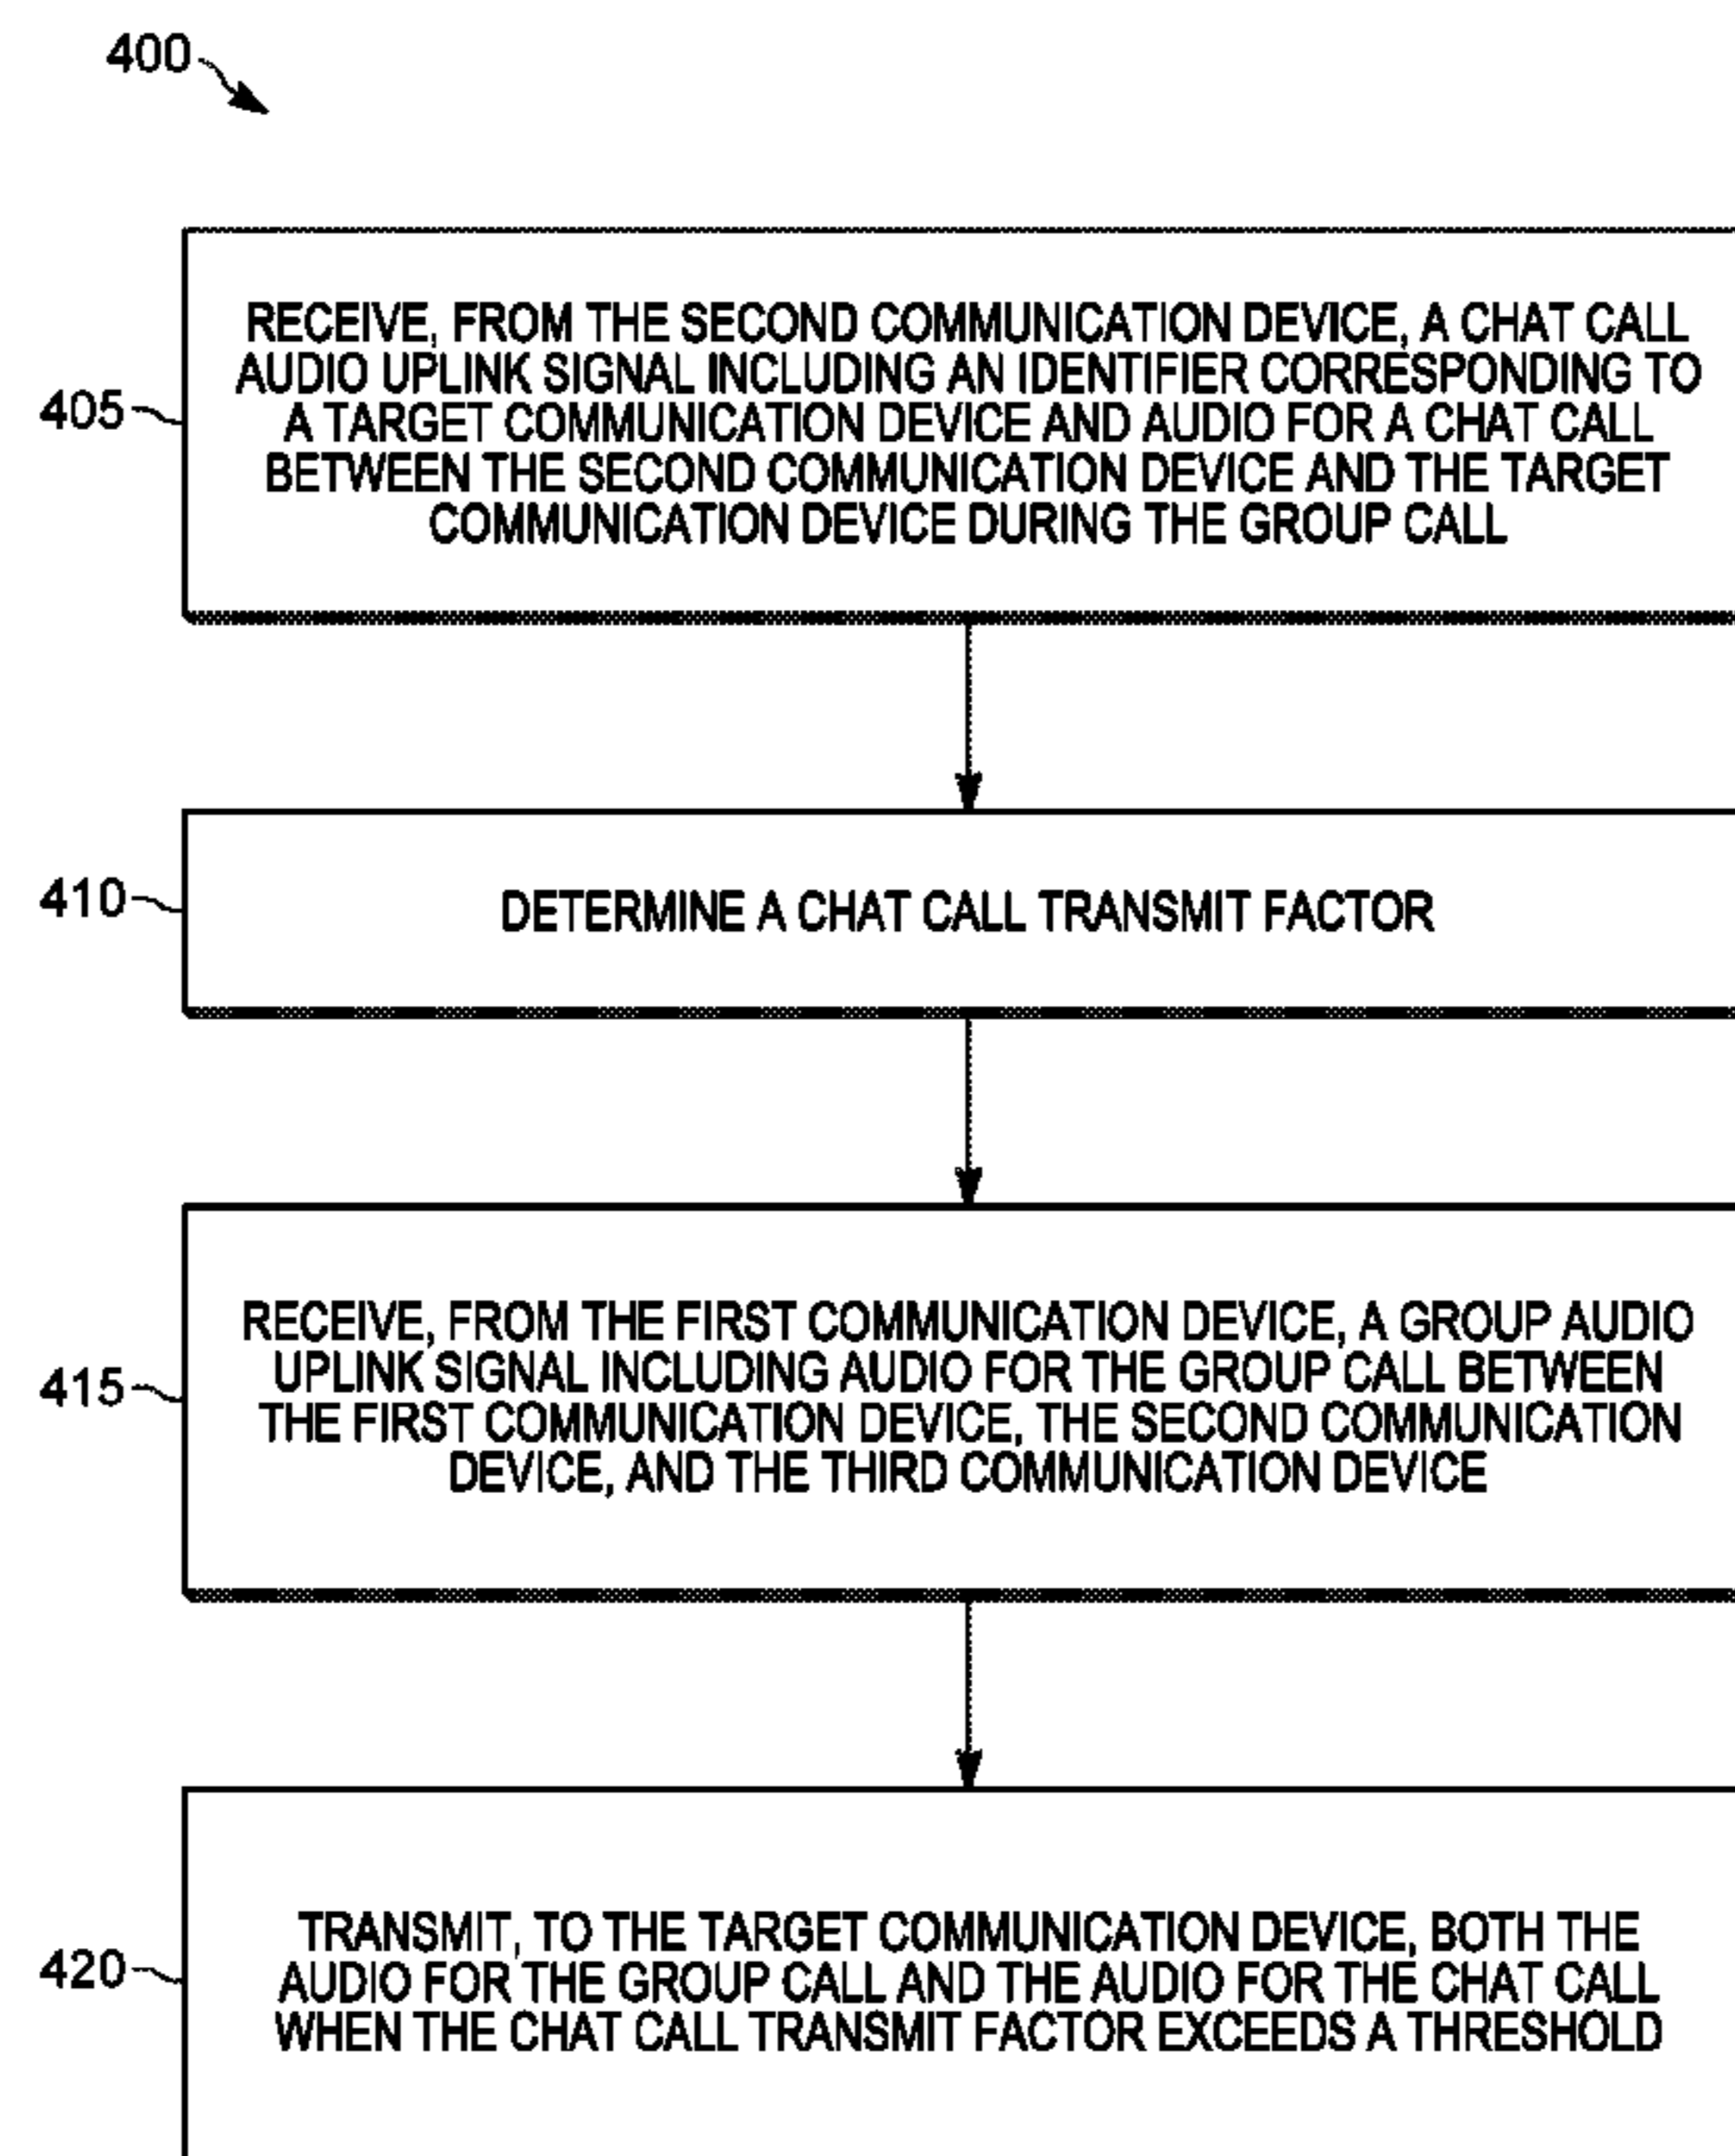 400
RECEIVE, FROM THE SECOND COMMUNICATION DEVICE, A CHAT CALL
AUDIO UPLINK SIGNAL INCLUDING AN IDENTIFIER CORRESPONDING TO
405
A TARGET COMMUNICATION DEVICE AND AUDIO FOR A CHAT CALL
BETWEEN THE SECOND COMMUNICATION DEVICE AND THE TARGET
COMMUNICATION DEVICE DURING THE GROUP CALL
410
DETERMINE A CHAT CALL TRANSMIT FACTOR
RECEIVE, FROM THE FIRST COMMUNICATION DEVICE, A GROUP AUDIO
UPLINK SIGNAL INCLUDING AUDIO FOR THE GROUP CALL BETWEEN
415
THE FIRST COMMUNICATION DEVICE, THE SECOND COMMUNICATION
DEVICE, AND THE THIRD COMMUNICATION DEVICE
TRANSMIT, TO THE TARGET COMMUNICATION DEVICE, BOTH THE
420
AUDIO FOR THE GROUP CALL AND THE AUDIO FOR THE CHAT CALL
WHEN THE CHAT CALL TRANSMIT FACTOR EXCEEDS A THRESHOLD